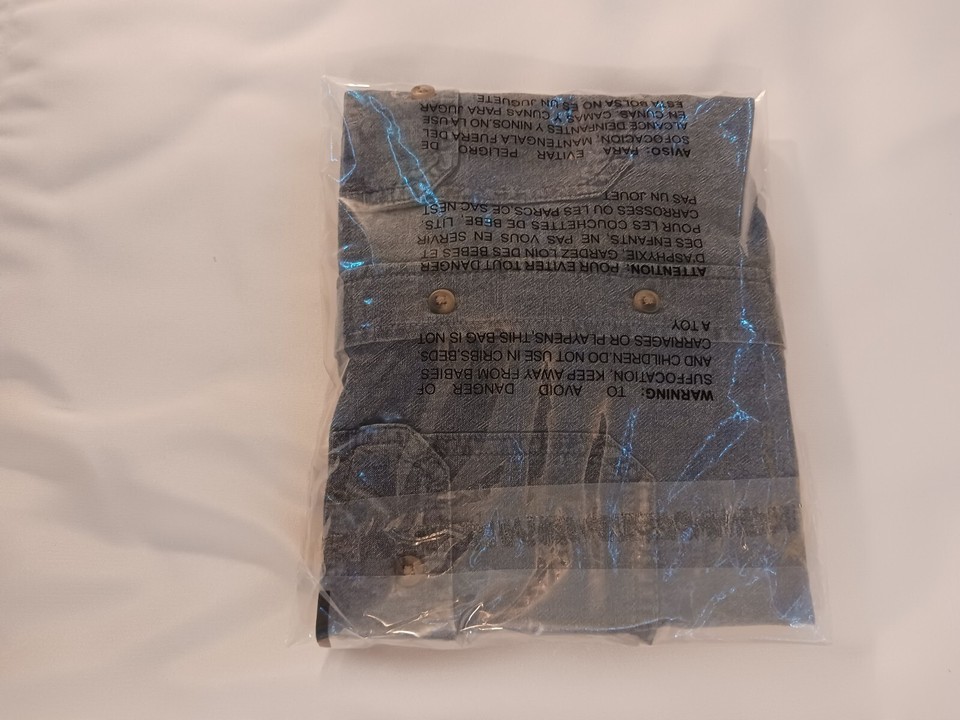 WARNING: TO AVOID DANGER OF
SUFFOCATION, KEEP AWAY FROM BABIES
AND CHILDREN.DO NOT USE IN CRIBS.BEDS
CARRIAGES OR PLAYPENS,THIS BAG IS NOT
A TOY
ATTENTION: POUR EVITER TOUT DANGER
D'ASPHYXIE, GARDEZ LOIN DES BEBES ET
DES ENFANTS, NE PAS VOUS EN SERVIR
POUR LES COUCHETTES DE BEBE, LITS,
CARROSSES OU LES PARCS.CE SAC NEST
PAS UN JOUET
AVISO: PARA EVITAR PELIGRO DE
SOFOCACION, MANTENGALA FUERA DEL
ALCANCE DEINFANTES Y NINOS.NO LA USE
EN CUNAS, CAMAS Y CUNAS PARA JUGAR
ESTA BOLSA NO ES UN JUGUETE